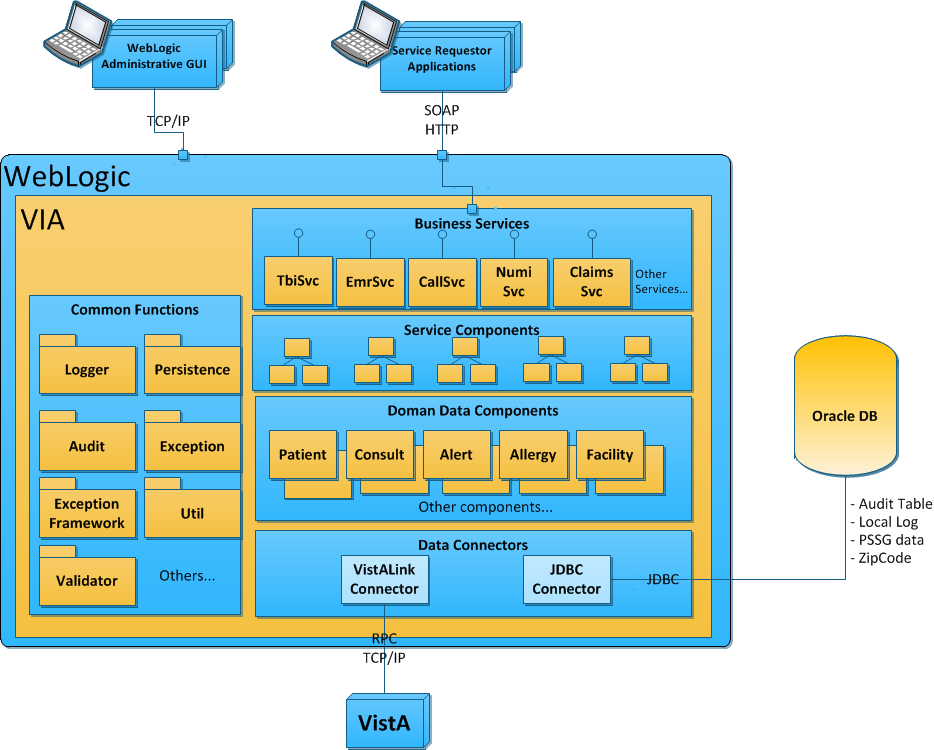 WebLogic
Administrative GUI
Service Requestor
Applications
TCP/IP
SOAP
HTTP
WebLogic
VIA
Business Services
TbiSvc
EmrSvc
CallSvc
Numi
Svc
Claims
Svc
Other
Services...
Common Functions
Logger
Persistence
Audit
Exception
Exception
Framework
Util
Validator
Others...
Service Components
Doman Data Components
Patient
Consult
Alert
Allergy
Facility
Other components...
Data Connectors
VistALink
Connector
JDBC
Connector
JDBC
Oracle DB
- Audit Table
- Local Log
- PSSG data
- ZipCode
RPC
TCP/IP
VistA